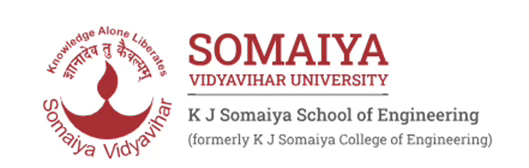 Knowledge Alone Liberates
ज्ञानादेव तु कैवल्यम्
Somaiya Vidyavihar
SOMAIYA
VIDYAVIHAR UNIVERSITY
K J Somaiya School of Engineering
(formerly K J Somaiya College of Engineering)